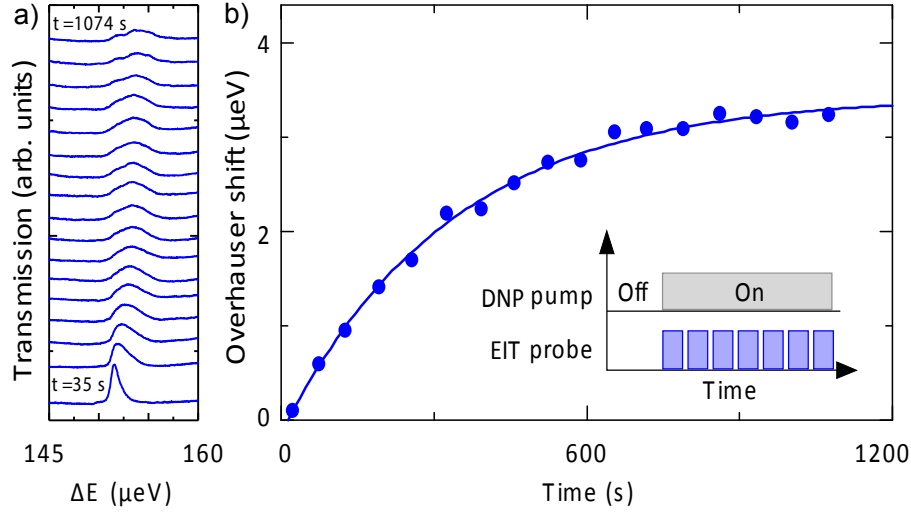 a)
t=1074 s
Transmission (arb. units)
t=35 s
145 160
ΔE (μeV)
b)
Overhauser shift (μeV)
4
2
0
DNP pump Off On
EIT probe
Time
0 600 1200
Time (s)